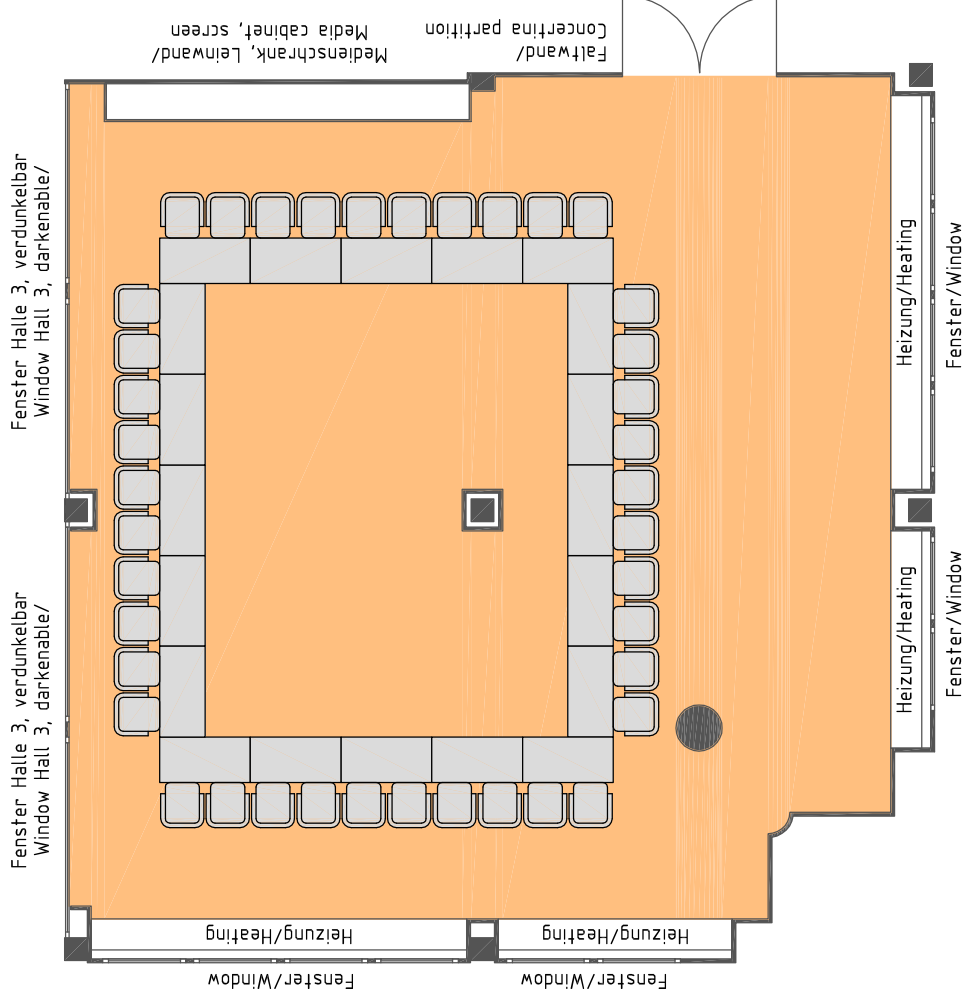 Medienschrank, Leinwand/
Media cabinet, screen
Faltwand/
Concertina partition
Fenster Halle 3, verdunkelbar
Window Hall 3, darkenable/
Heizung/Heating
Fenster/Window
Fenster Halle 3, verdunkelbar
Window Hall 3, darkenable/
Heizung/Heating
Fenster/Window
Heizung/Heating
Fenster/Window
Heizung/Heating
Fenster/Window